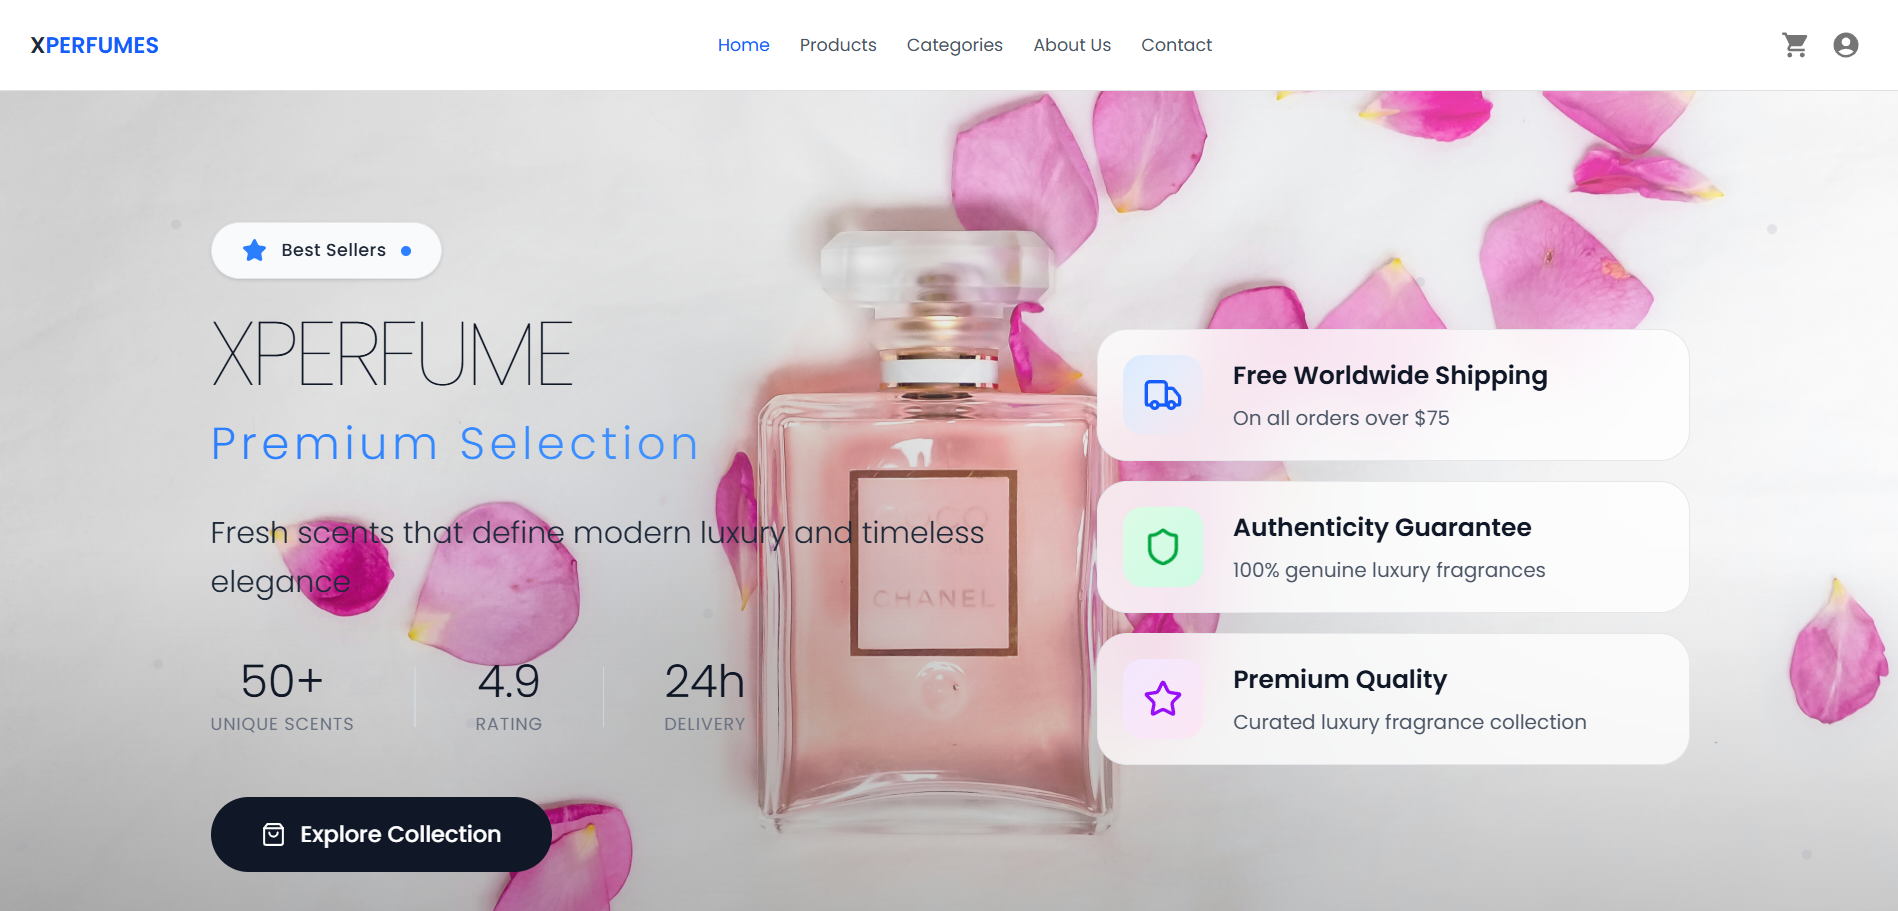 XPERFUMES
Home Products Categories About Us Contact
Best Sellers
XPERFUME
Premium Selection
Fresh scents that define modern luxury and timeless
elegance
50+ 4.9 24h
UNIQUE SCENTS RATING DELIVERY
Explore Collection
CHANEL
Free Worldwide Shipping
On all orders over $75
Authenticity Guarantee
100% genuine luxury fragrances
Premium Quality
Curated luxury fragrance collection